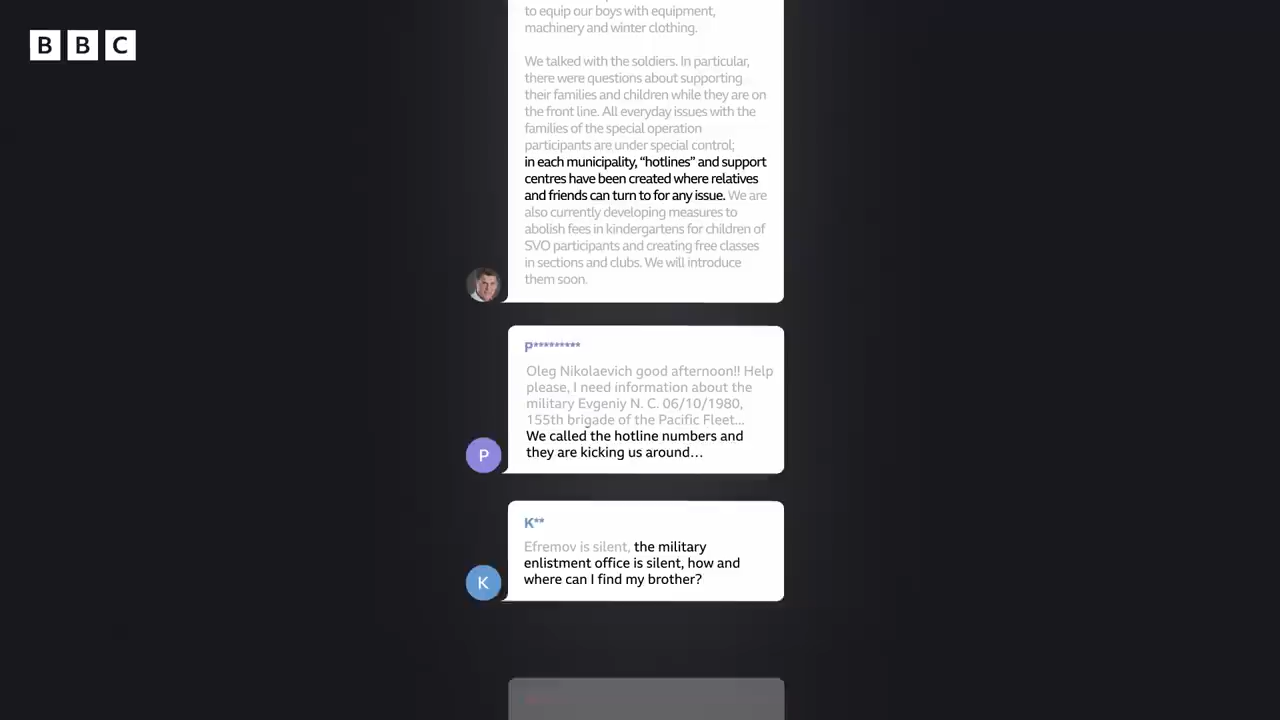 BBC
to equip our boys with equipment,
machinery and winter clothing.
We talked with the soldiers. In particular,
there were questions about supporting
their families and children while they are on
the front line. All everyday issues with the
families of the special operation
participants are under special control;
in each municipality, “hotlines” and support
centres have been created where relatives
and friends can turn to for any issue. We are
also currently developing measures to
abolish fees in kindergartens for children of
SVO participants and creating free classes
in sections and clubs. We will introduce
them soon.
P*********
Oleg Nikolaevich good afternoon!! Help
please, I need information about the
military Evgeniy N. C. 06/10/1980,
155th brigade of the Pacific Fleet...
We called the hotline numbers and
they are kicking us around...
P
K**
Efremov is silent, the military
enlistment office is silent, how and
where can I find my brother?
K